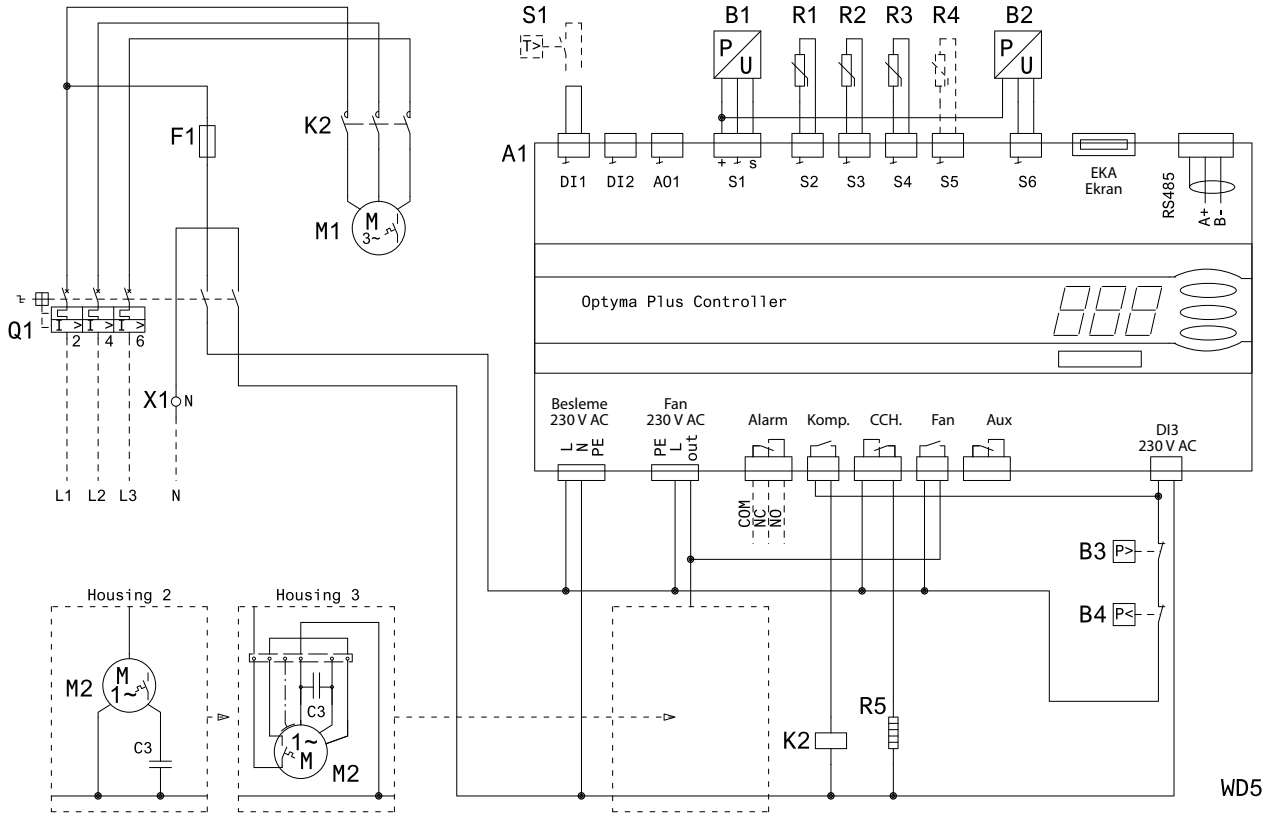 S1 B1 R1 R2 R3 R4 B2
T> P U P U
F1 K2
A1
+ s
DI1 DI2 AO1 S1 S2 S3 S4 S5 S6
EKA
Ekran
RS485
A+
B-
M1
M
3~
Optyma Plus Controller
Q1
I > I > I >
2 4 6
X1 N
L1 L2 L3 N
Besleme
230 V AC
L
N
PE
Fan
230 V AC
PE
L
out
Alarm Komp. CCH. Fan Aux
DI3
230 V AC
COM
NC
NO
B3 P>
B4 P<
Housing 2 Housing 3
M2
M
1~
C3
C3
1~
M
M2
K2 R5
WD5